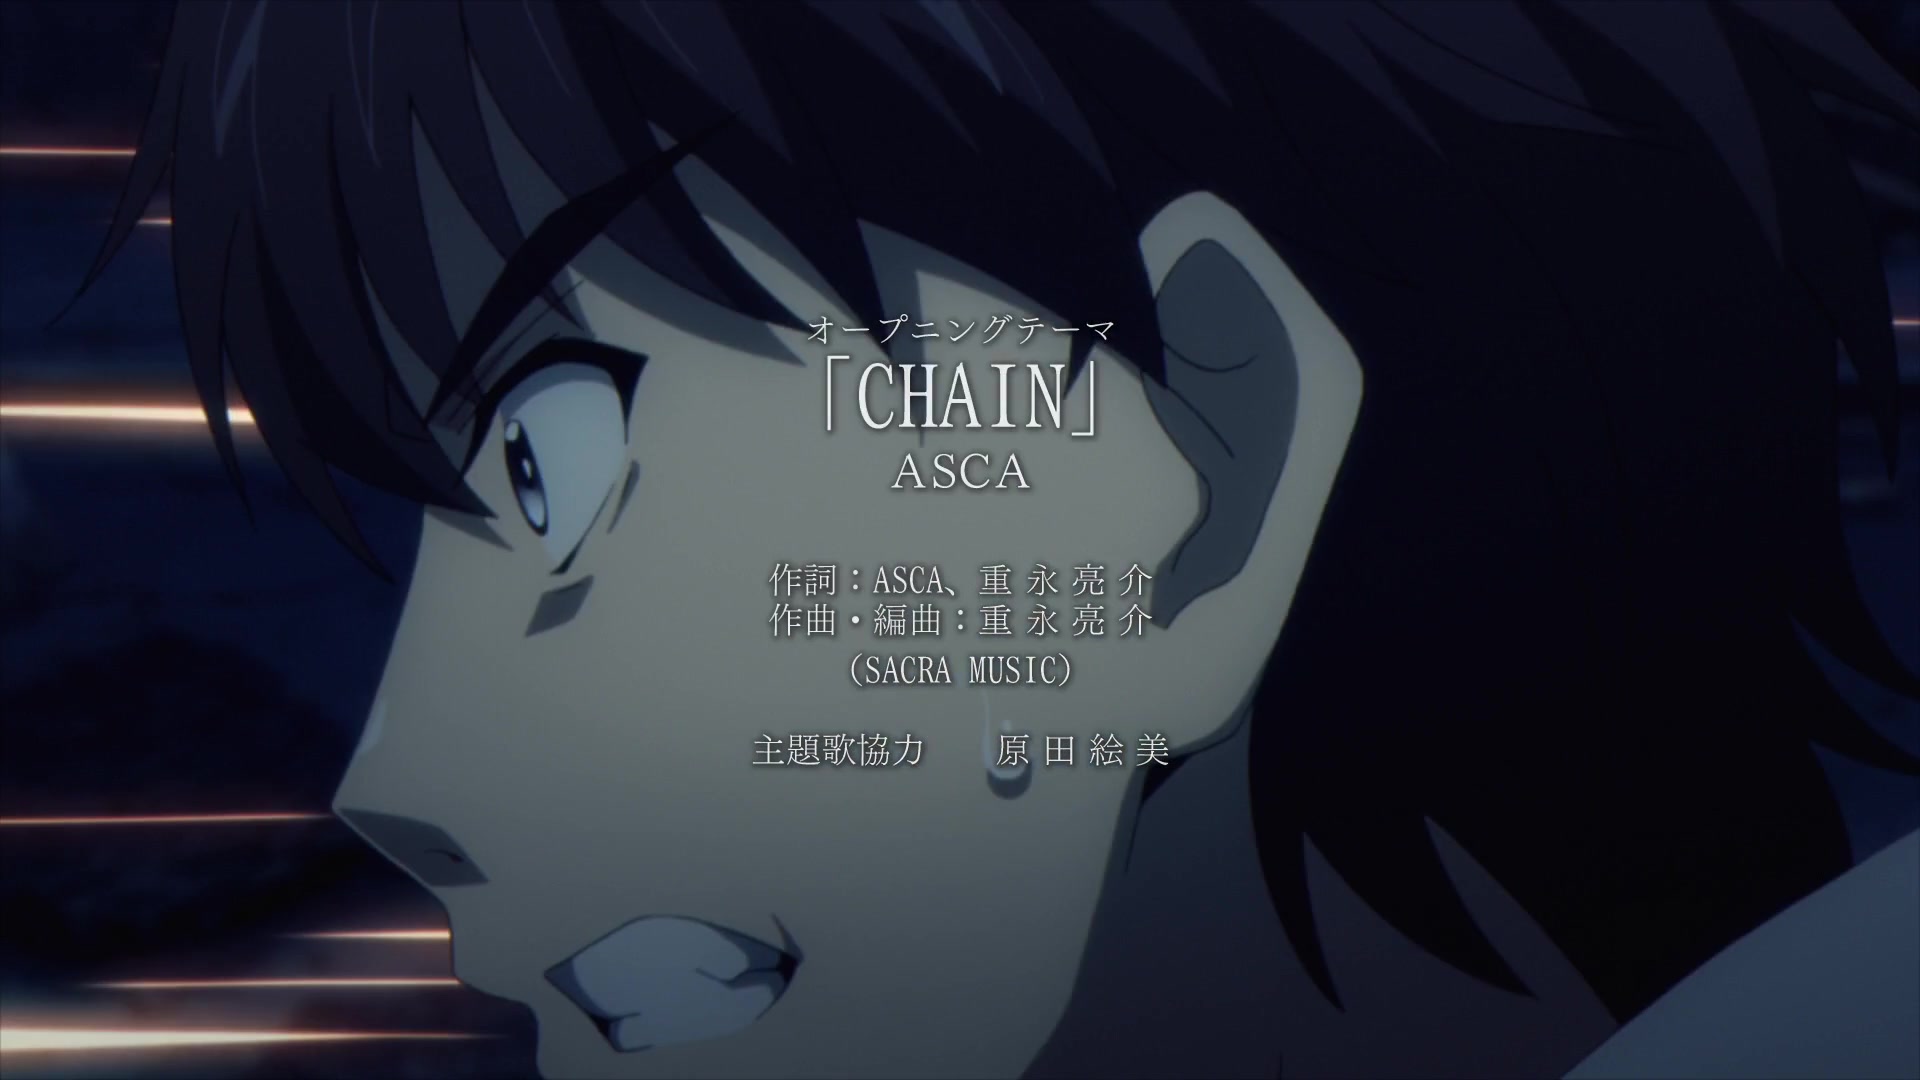 オープニングテーマ
「CHAIN」
ASCA
作詞：ASCA、重永亮介
作曲・編曲：重永亮介
(SACRA MUSIC)
主題歌協力　原田絵美